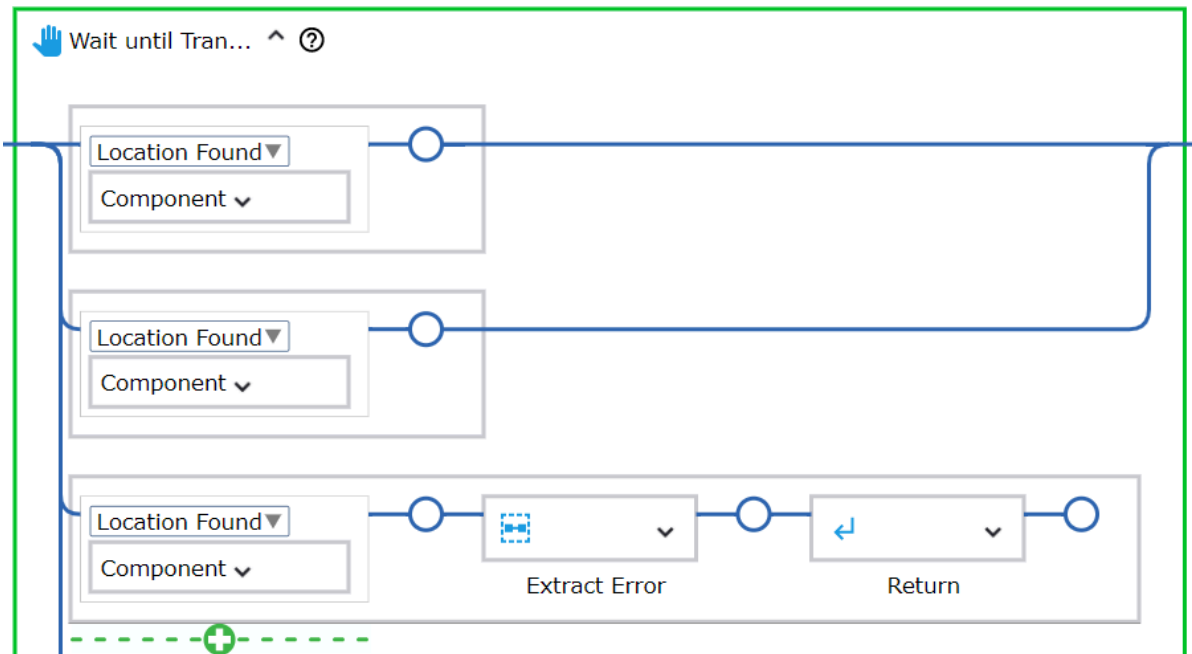 Wait until Tran...
Location Found
Component
Location Found
Component
Location Found
Component
Extract Error
Return